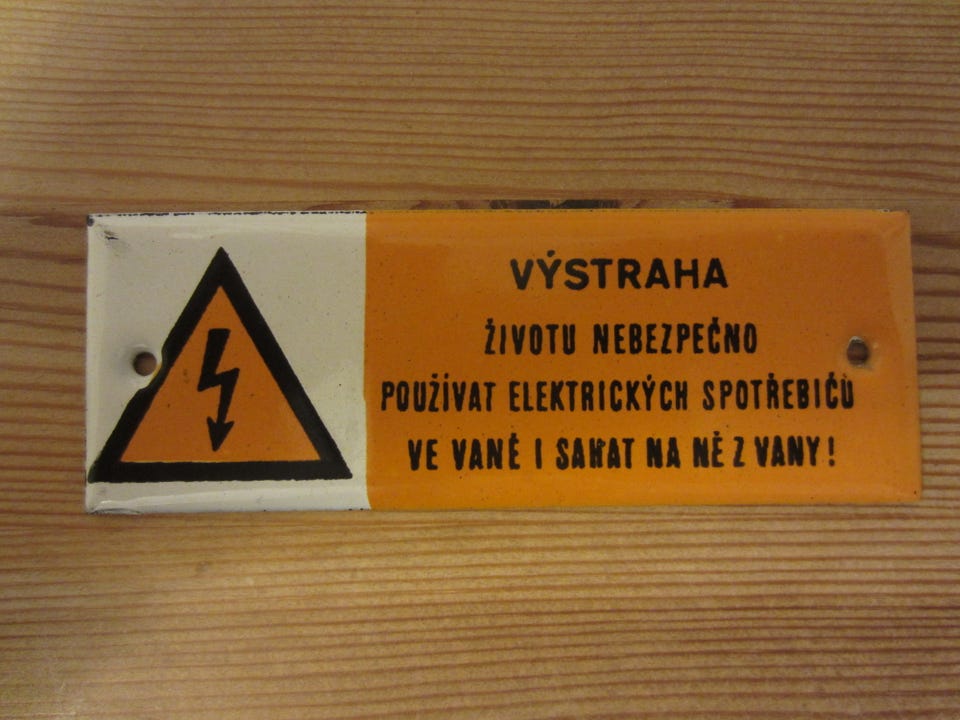 VÝSTRAHA
ŽIVOTU NEBEZPEČNO
POUŽÍVAT ELEKTRICKÝCH SPOTŘEBIČŮ
VE VANĚ I SAHAT NA NĚ Z VANY!